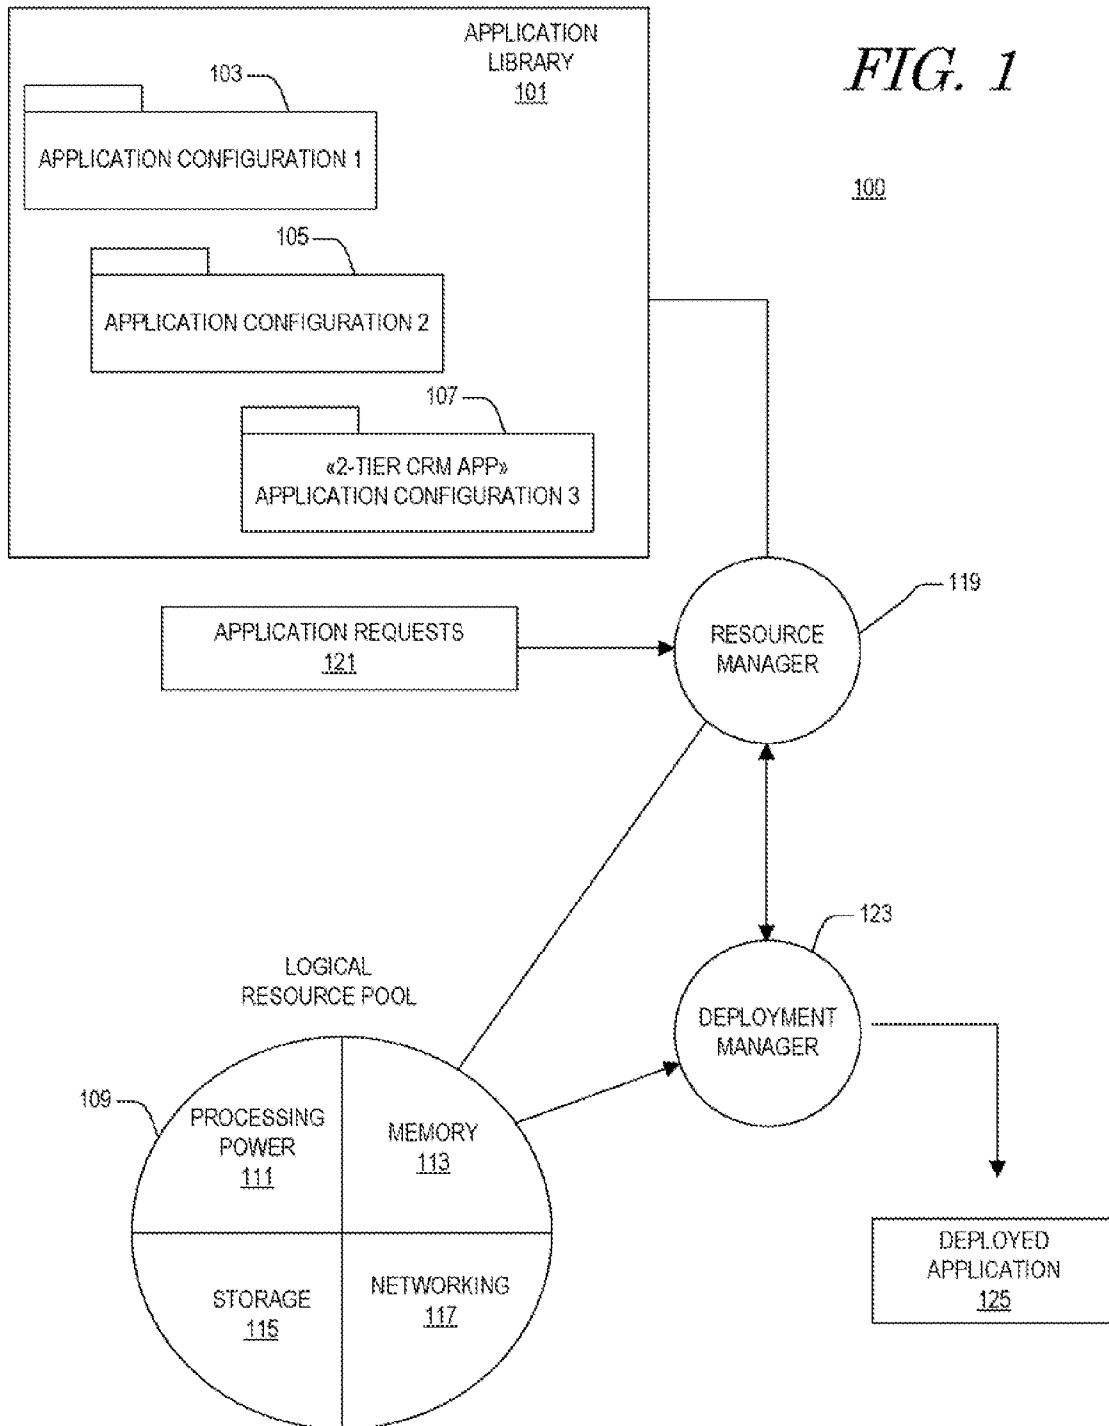 APPLICATION
LIBRARY
101
FIG. 1
100
103
APPLICATION CONFIGURATION 1
105
APPLICATION CONFIGURATION 2
107
«2-TIER CRM APP»
APPLICATION CONFIGURATION 3
119
APPLICATION REQUESTS
121
RESOURCE
MANAGER
123
LOGICAL
RESOURCE POOL
DEPLOYMENT
MANAGER
109
PROCESSING
POWER
111
MEMORY
113
STORAGE
115
NETWORKING
117
DEPLOYED
APPLICATION
125